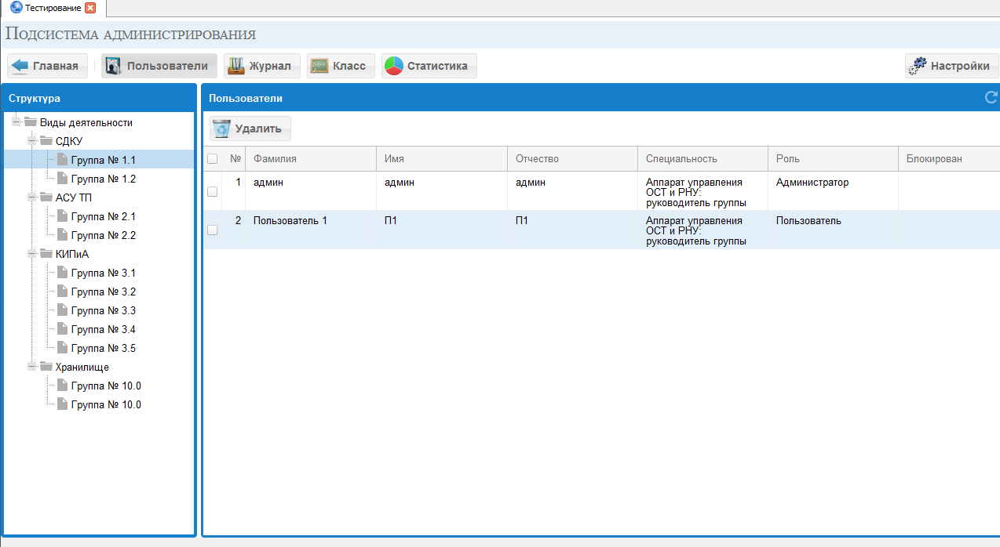 Тестирование
Подсистема администрирования
Главная Пользователи Журнал Класс Статистика Настройки
Структура
Виды деятельности
СДКУ
Группа № 1.1
Группа № 1.2
АСУ ТП
Группа № 2.1
Группа № 2.2
КИПиА
Группа № 3.1
Группа № 3.2
Группа № 3.3
Группа № 3.4
Группа № 3.5
Хранилище
Группа № 10.0
Группа № 10.0
Пользователи
Удалить
№ Фамилия Имя Отчество Специальность Роль Блокирован
1 админ админ админ Аппарат управления Администратор
ОСТ и РНУ:
руководитель группы
2 Пользователь 1 П1 П1 Аппарат управления Пользователь
ОСТ и РНУ:
руководитель группы